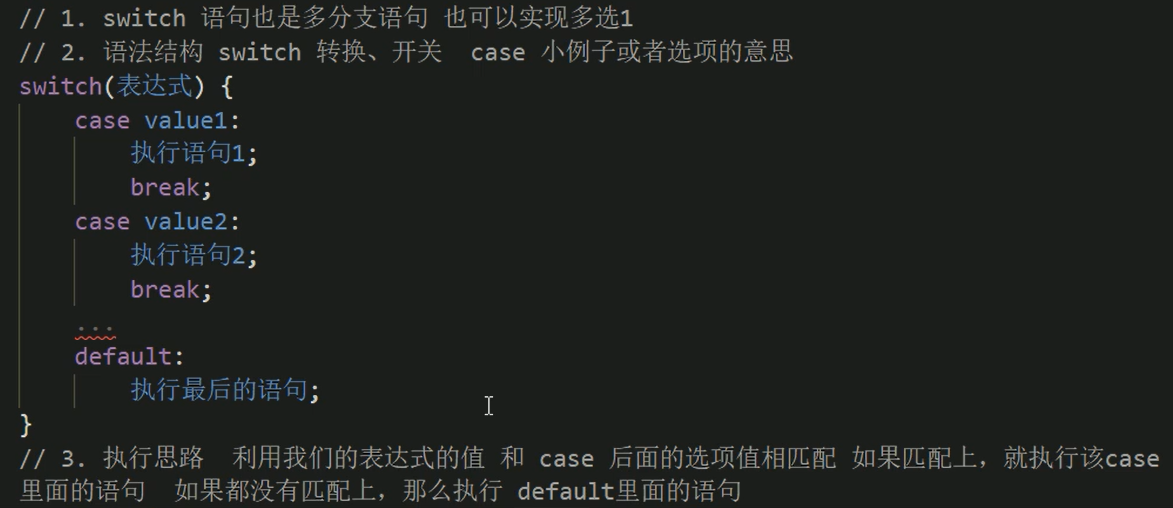 // 1. switch 语句也是多分支语句 也可以实现多选1
// 2. 语法结构 switch 转换、开关  case 小例子或者选项的意思
switch(表达式) {
    case value1:
        执行语句1;
        break;
    case value2:
        执行语句2;
        break;
    ...
    default:
        执行最后的语句;
}
// 3. 执行思路  利用我们的表达式的值 和 case 后面的选项值相匹配 如果匹配上，就执行该case
里面的语句  如果都没有匹配上，那么执行 default里面的语句